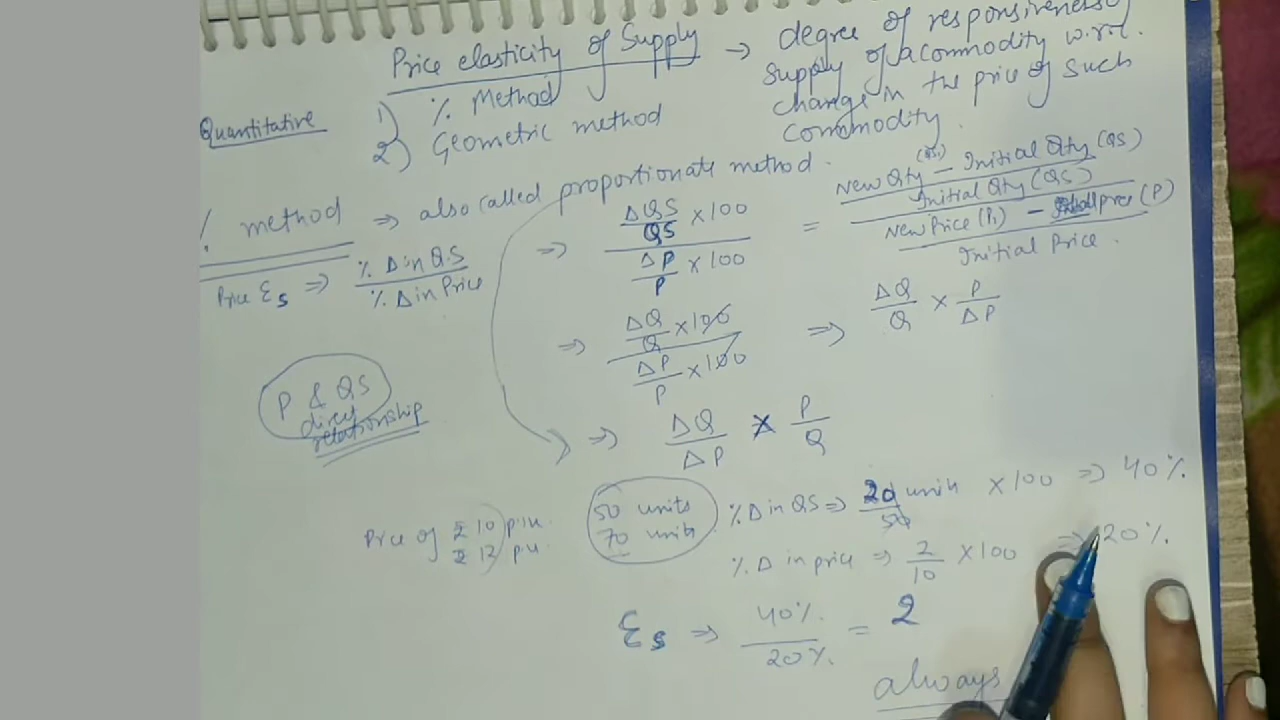 Price elasticity of Supply → degree of responsiveness of
supply of a commodity w.r.t.
change in the price of such
commodity.
Quantitative
1) % Method
2) Geometric method
% method ⇒ also called proportionate method.
Price Es ⇒ % Δ in Q.S / % Δ in Price
⇒ ΔQS/QS × 100 / ΔP/P × 100 = New Qty (QS1) - Initial Qty (QS) / Initial Qty (QS) / New Price (P1) - Initial price (P) / Initial Price.
⇒ ΔQ/Q × 100 / ΔP/P × 100 ⇒ ΔQ/Q × P/ΔP
P & QS
direct
relationship
⇒ ΔQ/ΔP × P/Q
Price of ₹ 10 p.u.
₹ 12 p.u.
50 units
70 units
% Δ in QS ⇒ 20 units/50 × 100 ⇒ 40%
% Δ in price ⇒ 2/10 × 100 ⇒ 20%
Es ⇒ 40%/20% = 2
always